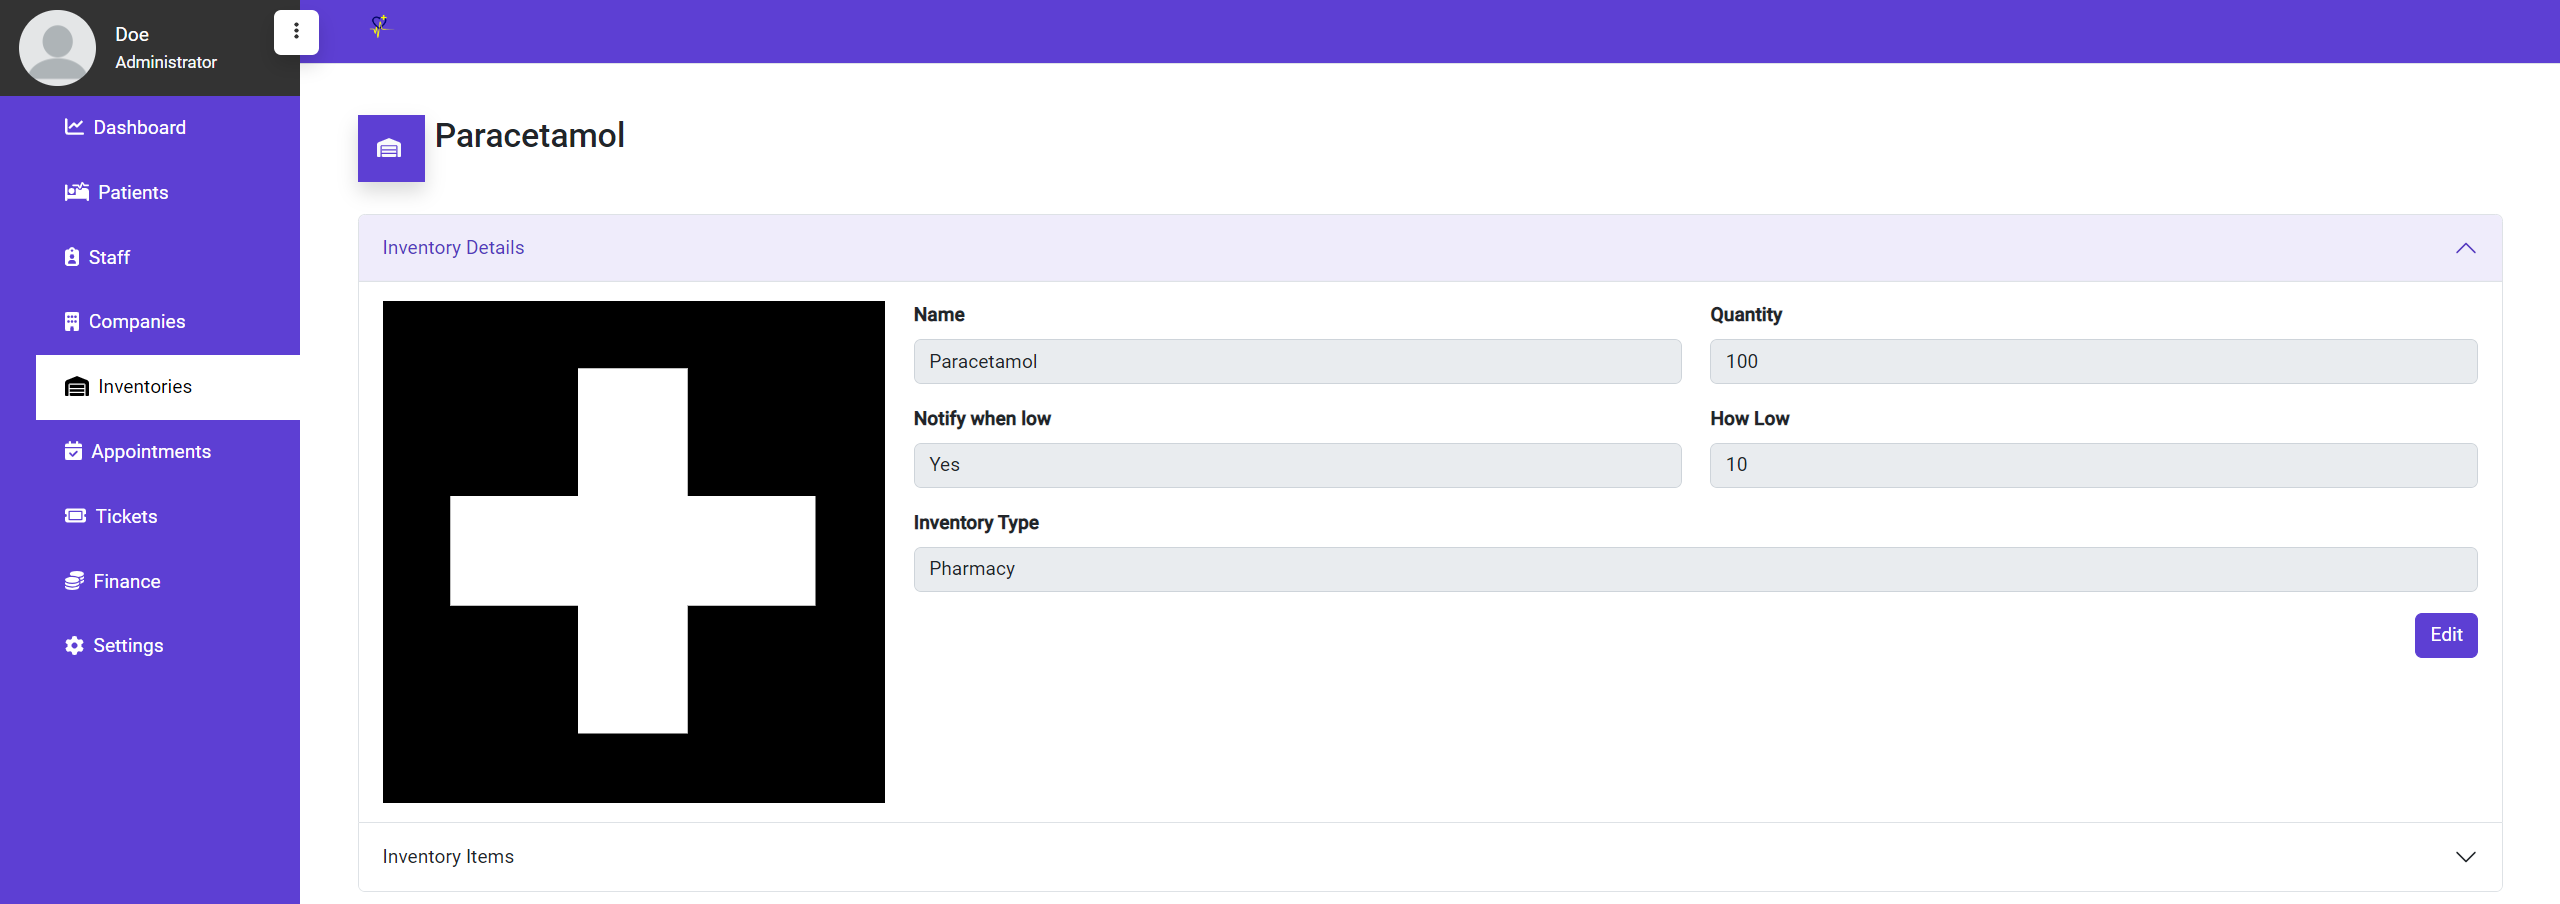 Doe
Administrator
Dashboard
Patients
Staff
Companies
Inventories
Appointments
Tickets
Finance
Settings
Paracetamol
Inventory Details
Name
Quantity
Paracetamol
100
Notify when low
How Low
Yes
10
Inventory Type
Pharmacy
Edit
Inventory Items